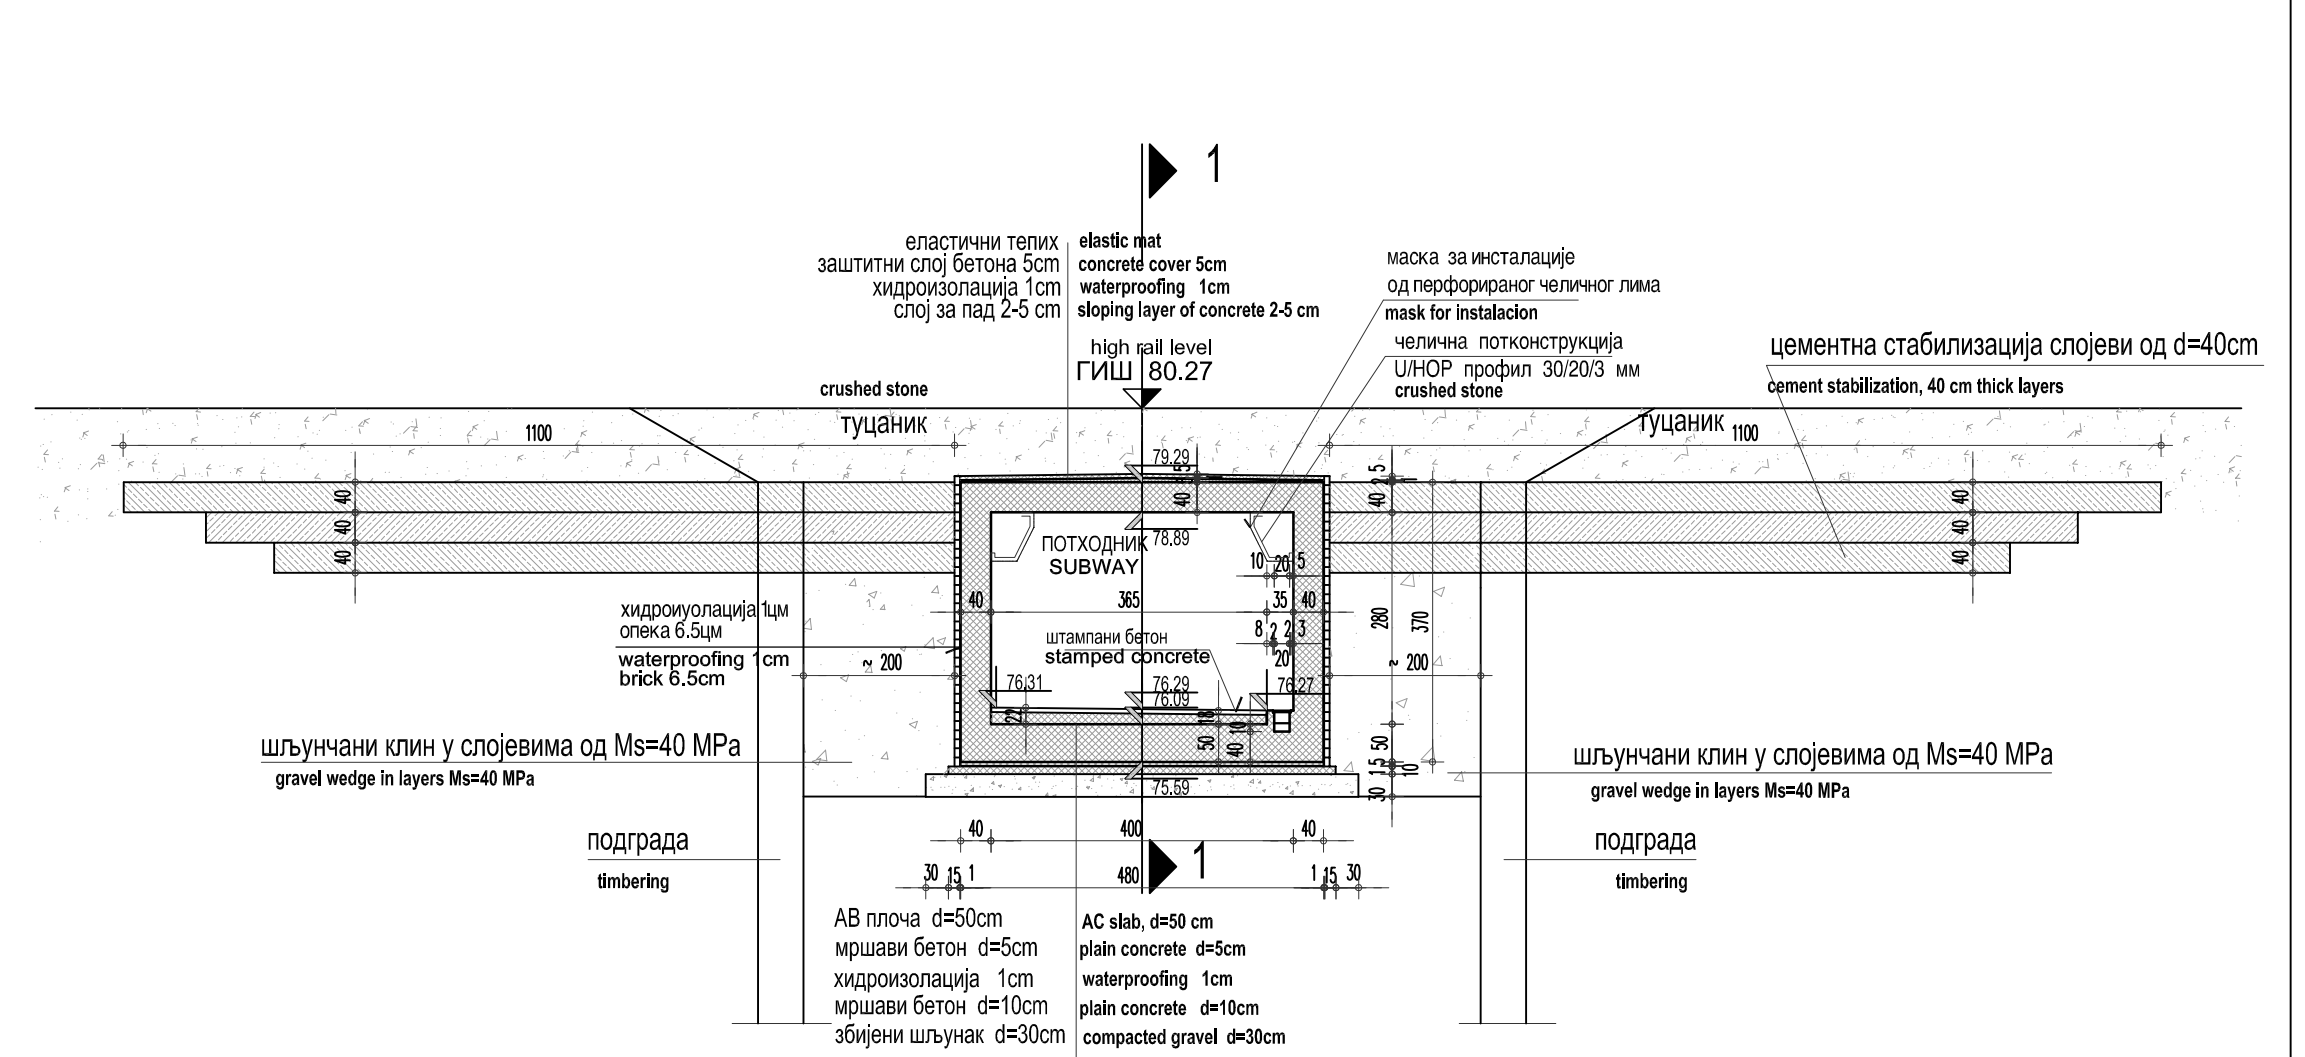 1
еластични тепих
заштитни слој бетона 5cm
хидроизолација 1cm
слој за пад 2-5 cm
elastic mat
concrete cover 5cm
waterproofing 1cm
sloping layer of concrete 2-5 cm
маска за инсталације
од перфорираног челичног лима
mask for instalacion
челична потконструкција
U/НОР профил 30/20/3 мм
crushed stone
high rail level
ГИШ 80.27
цементна стабилизација слојеви од d=40cm
cement stabilization, 40 cm thick layers
crushed stone
туцаник
туцаник
1100
1100
79.29
40
40
40
40
40
2.5
40
40
40
78.89
ПОТХОДНИК
SUBWAY
10 20 5
40
365
35
40
280
370
8 2 2 3
20
хидроиуолација 1цм
опека 6.5цм
waterproofing 1cm
brick 6.5cm
штампани бетон
stamped concrete
~ 200
~ 200
76.31
76.29
76.09
76.27
22
18
10
50
40
50
15
10
30
75.59
шљунчани клин у слојевима од Ms=40 MPa
gravel wedge in layers Ms=40 MPa
шљунчани клин у слојевима од Ms=40 MPa
gravel wedge in layers Ms=40 MPa
подграда
timbering
подграда
timbering
40
400
40
1
30 15 1
480
1 15 30
АВ плоча d=50cm
мршави бетон d=5cm
хидроизолација 1cm
мршави бетон d=10cm
збијени шљунак d=30cm
AC slab, d=50 cm
plain concrete d=5cm
waterproofing 1cm
plain concrete d=10cm
compacted gravel d=30cm